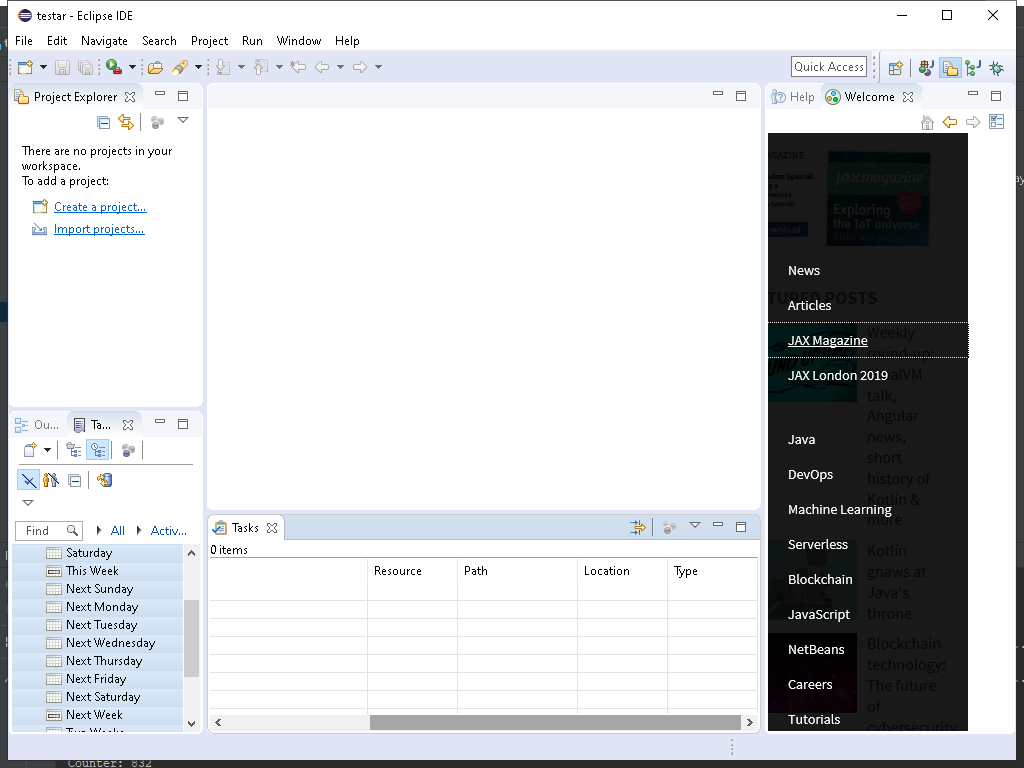 testar - Eclipse IDE
File Edit Navigate Search Project Run Window Help
Quick Access
Project Explorer
There are no projects in your
workspace.
To add a project:
Create a project...
Import projects...
Ou...
Ta...
Find
All
Activ...
Saturday
This Week
Next Sunday
Next Monday
Next Tuesday
Next Wednesday
Next Thursday
Next Friday
Next Saturday
Next Week
Tasks
0 items
Resource Path Location Type
Help
Welcome
AGAZINE
jaxmagazine
Exploring
the IoT universe
News
TURED POSTS
Articles
JAX Magazine
JAX London 2019
Weekly
talk,
Angular
news,
short
history of
Kotlin &
more
Java
DevOps
Machine Learning
Serverless
Blockchain
JavaScript
Kotlin
gnaws at
Java's
throne
NetBeans
Careers
Tutorials
Blockchain
technology:
The future
of
cybersecurity
Counter: 832